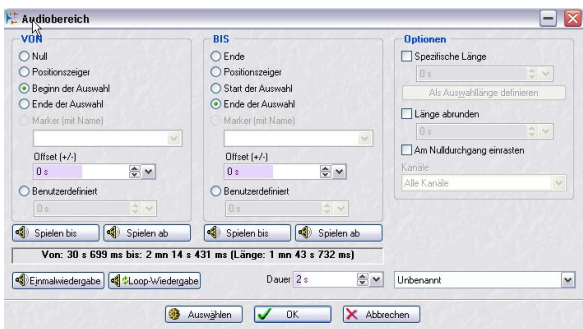 Audiobereich
VON
Null
Positionszeiger
Beginn der Auswahl
Ende der Auswahl
Marker (mit Name)
Offset (+/-)
0 s
Benutzerdefiniert
0 s
Spielen bis
Spielen ab
BIS
Ende
Positionszeiger
Start der Auswahl
Ende der Auswahl
Marker (mit Name)
Offset (+/-)
0 s
Benutzerdefiniert
0 s
Spielen bis
Spielen ab
Optionen
Spezifische Länge
0 s
Als Auswahllänge definieren
Länge abrunden
0 s
Am Nulldurchgang einrasten
Kanäle
Alle Kanäle
Von: 30 s 699 ms bis: 2 mn 14 s 431 ms (Länge: 1 mn 43 s 732 ms)
Einmalwiedergabe
Loop-Wiedergabe
Dauer 2 s
Unbenannt
Auswählen
OK
Abbrechen